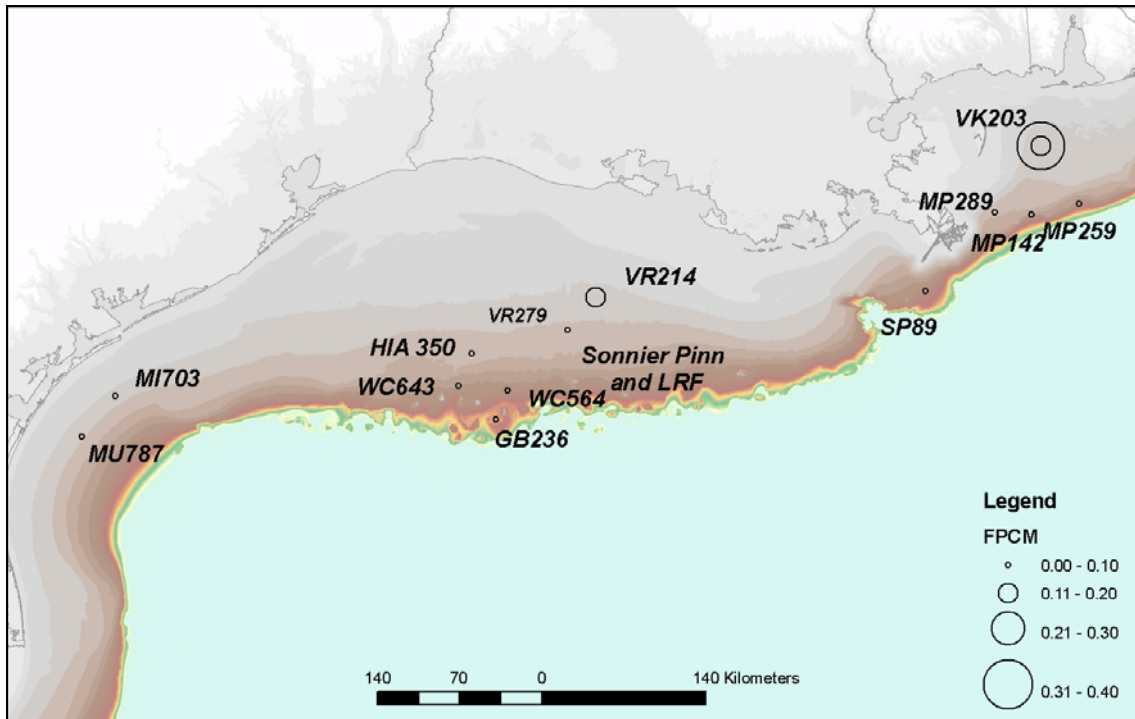 VK203
MP289
MP142
MP259
VR214
SP89
VR279
HIA 350
Sonnier Pinn
and LRF
MI703
WC643
WC564
GB236
MU787
Legend
FPCM
0.00 - 0.10
0.11 - 0.20
0.21 - 0.30
0.31 - 0.40
140 70 0 140 Kilometers